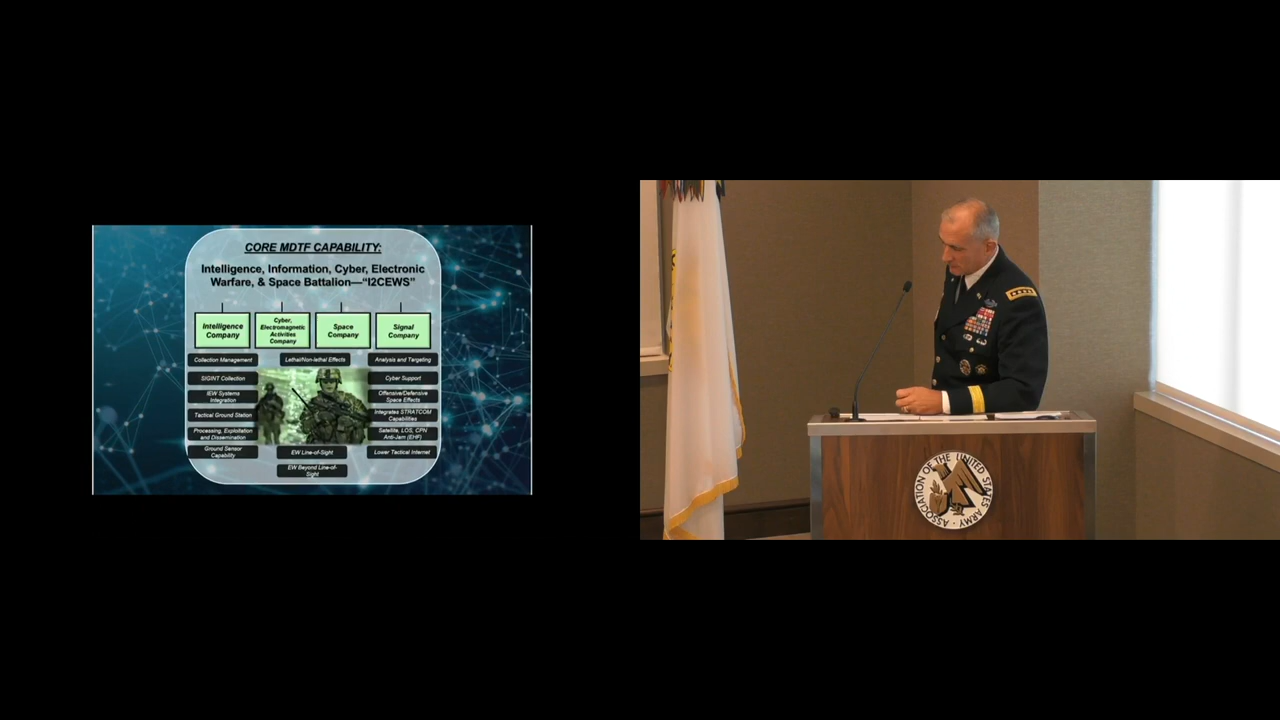 CORE MDTF CAPABILITY:
Intelligence, Information, Cyber, Electronic
Warfare, & Space Battalion—“I2CEWS”
Intelligence
Company
Cyber,
Electromagnetic
Activities
Company
Space
Company
Signal
Company
Collection Management
Lethal/Non-lethal Effects
Analysis and Targeting
SIGINT Collection
Cyber Support
IEW Systems
Integration
Offensive/Defensive
Space Effects
Tactical Ground Station
Integrates STRATCOM
Capabilities
Processing, Exploitation
and Dissemination
Satellite, LOS, CPN
Anti-Jam (EHF)
Ground Sensor
Capability
EW Line-of-Sight
Lower Tactical Internet
EW Beyond Line-of-
Sight
ASSOCIATION OF THE UNITED STATES ARMY